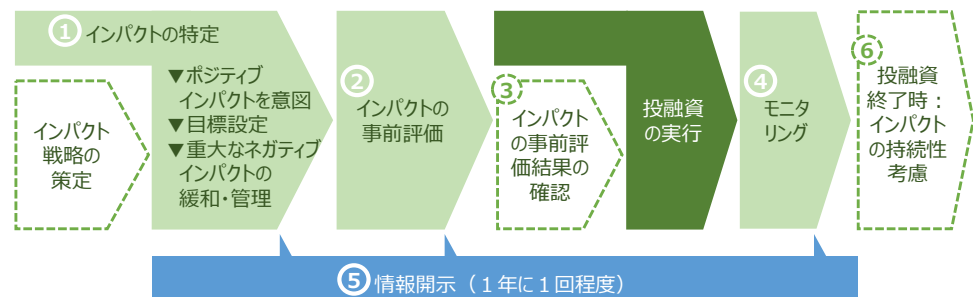 ① インパクトの特定
インパクト
戦略の
策定
▼ポジティブ
インパクトを意図
▼目標設定
▼重大なネガティブ
インパクトの
緩和・管理
②
インパクトの
事前評価
③
インパクト
の事前評
価結果の
確認
投融資
の実行
④
モニタ
リング
⑥
投融資
終了時：
インパクト
の持続性
考慮
⑤ 情報開示（１年に１回程度）